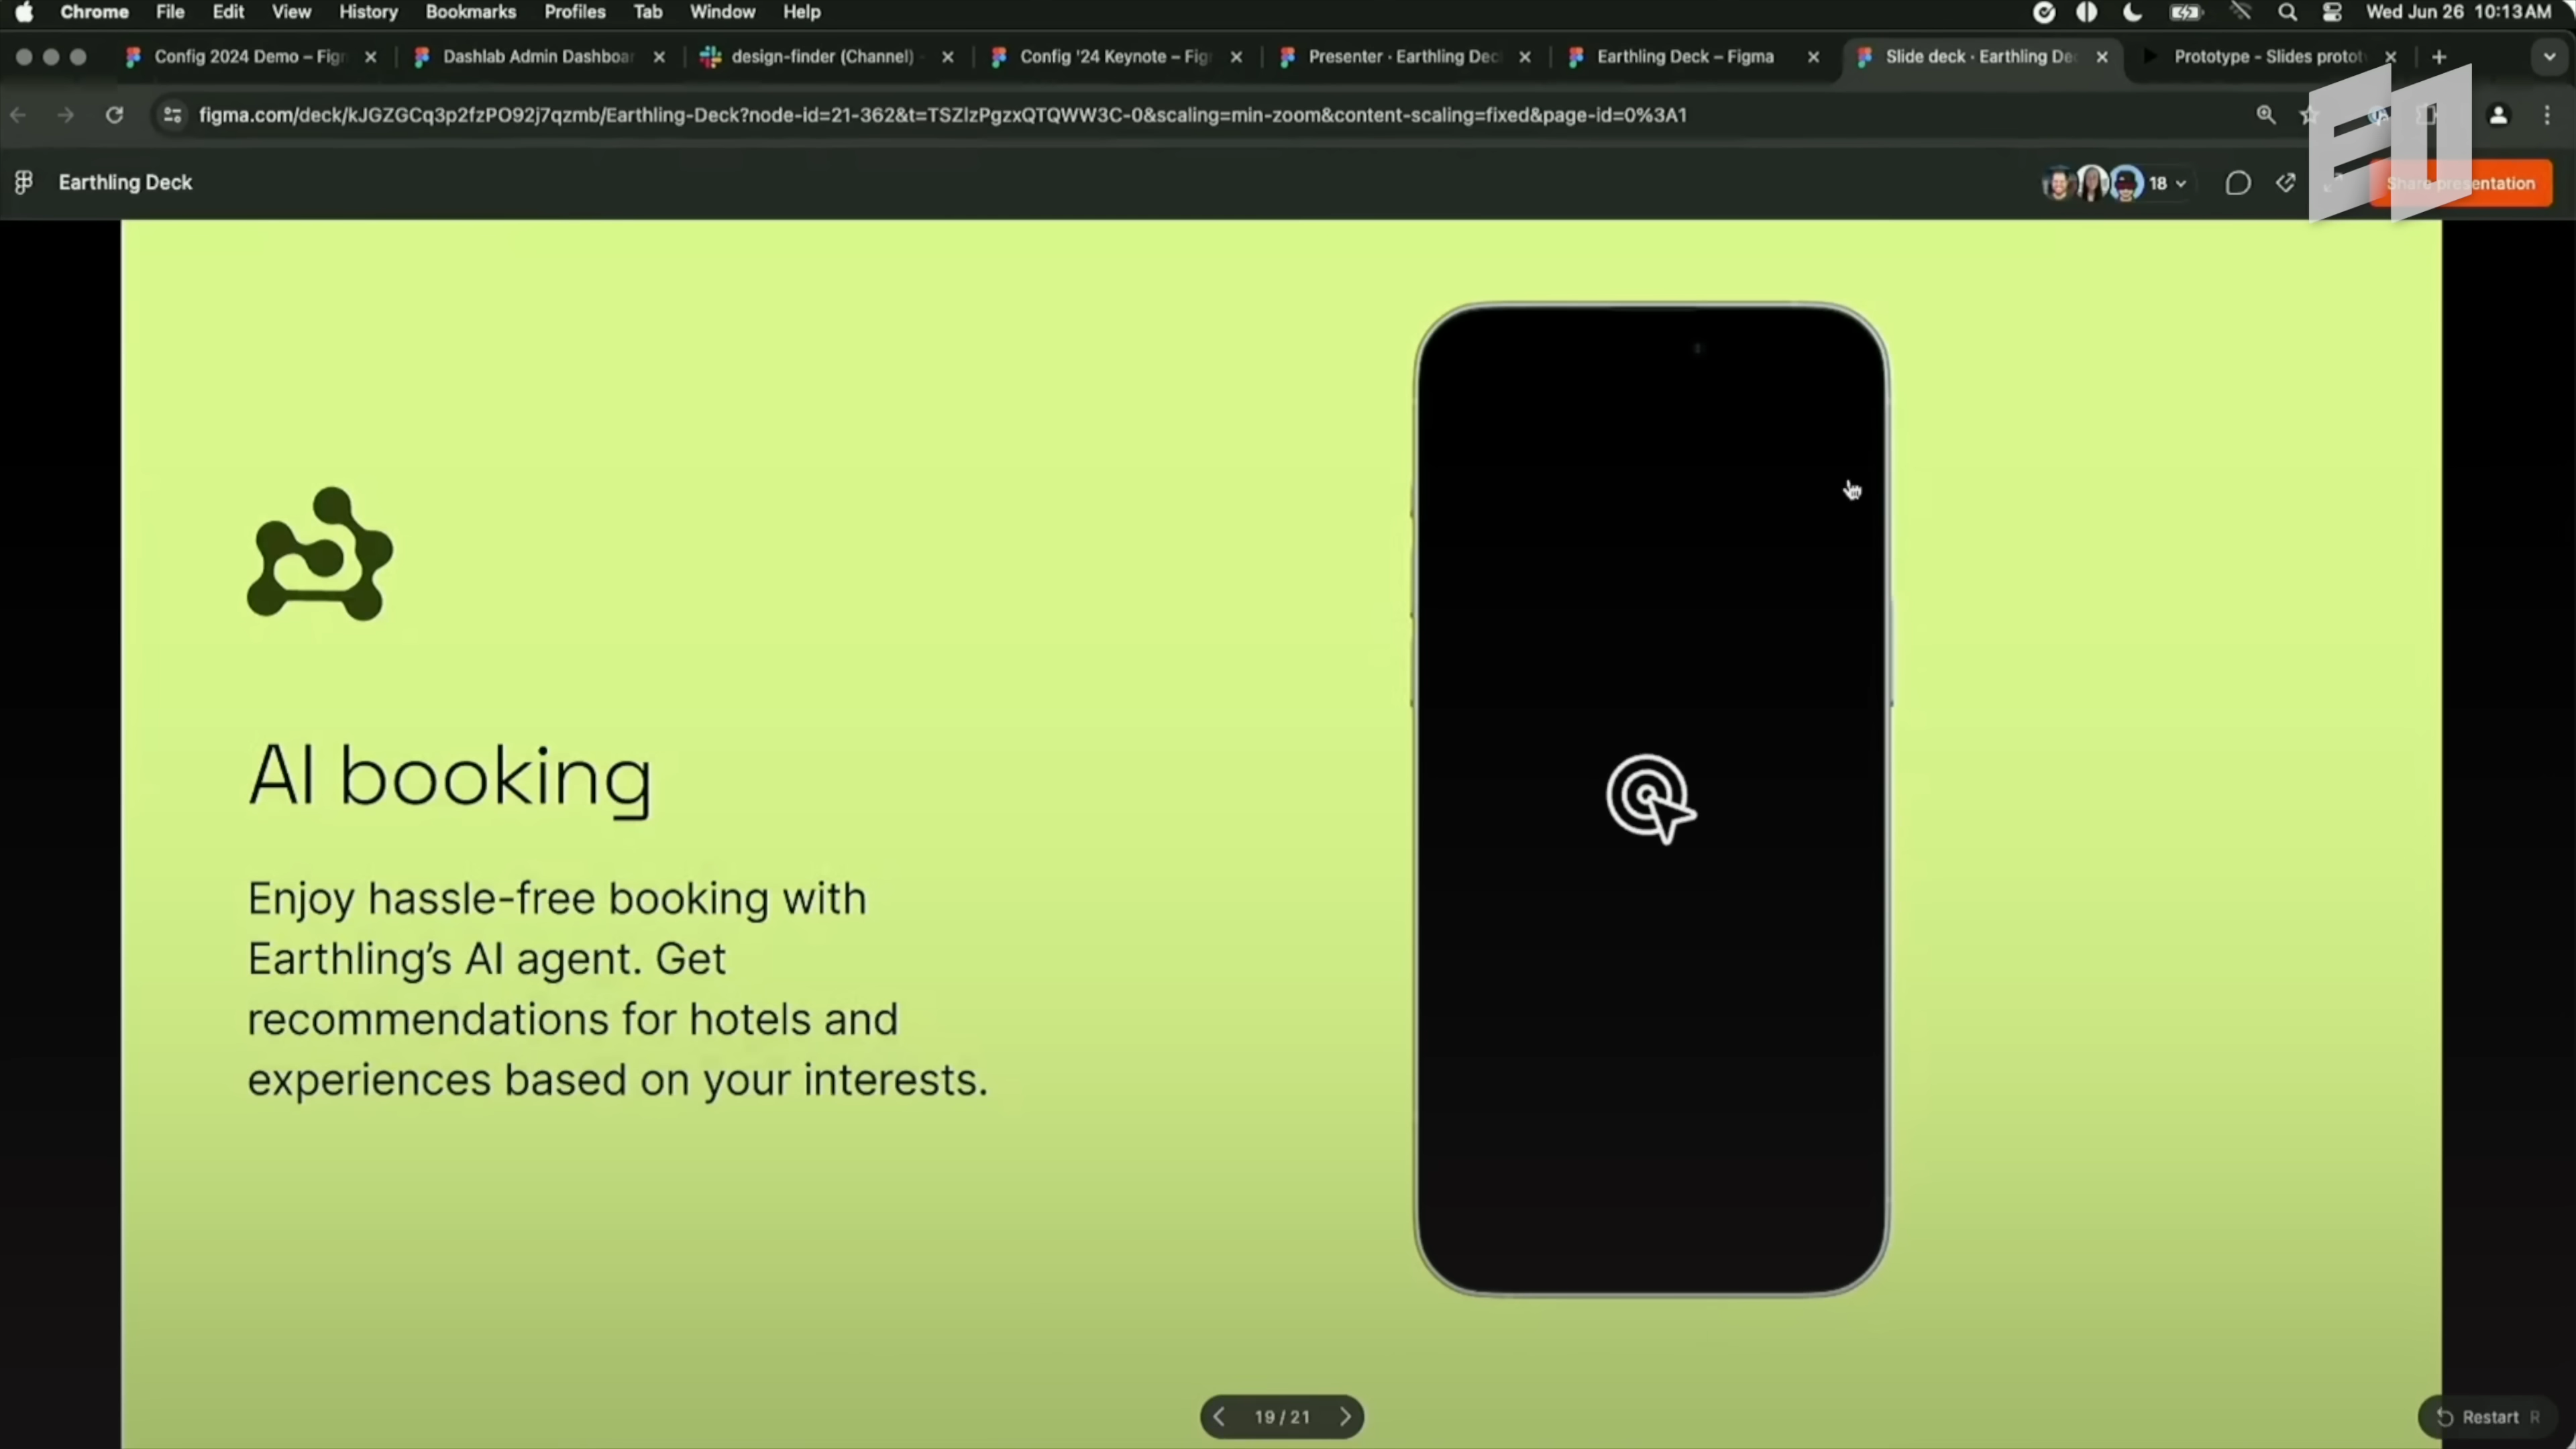 Chrome File Edit View History Bookmarks Profiles Tab Window Help Wed Jun 26 10:13 AM
Config 2024 Demo – Fig Dashlab Admin Dashboar design-finder (Channel) Config '24 Keynote – Fig Presenter · Earthling Dec Earthling Deck – Figma Slide deck · Earthling De Prototype - Slides protot
figma.com/deck/kJGZGCq3p2fzPO92j7qzmb/Earthling-Deck?node-id=21-362&t=TSZlzPgzxQTQWW3C-0&scaling=min-zoom&content-scaling=fixed&page-id=0%3A1
Earthling Deck 18 Share presentation
AI booking
Enjoy hassle-free booking with
Earthling's AI agent. Get
recommendations for hotels and
experiences based on your interests.
19 / 21
Restart R